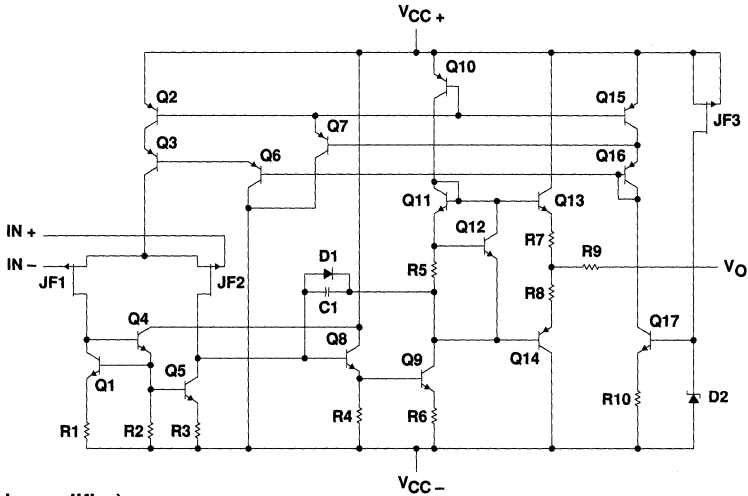 VCC+
Q10
Q2
Q15
JF3
Q7
Q3
Q6
Q16
Q11
Q12
Q13
IN +
R7
R9
IN –
D1
R5
VO
JF1
JF2
C1
R8
Q4
Q8
Q9
Q14
Q17
Q1
Q5
R10
D2
R1
R2
R3
R4
R6
VCC–